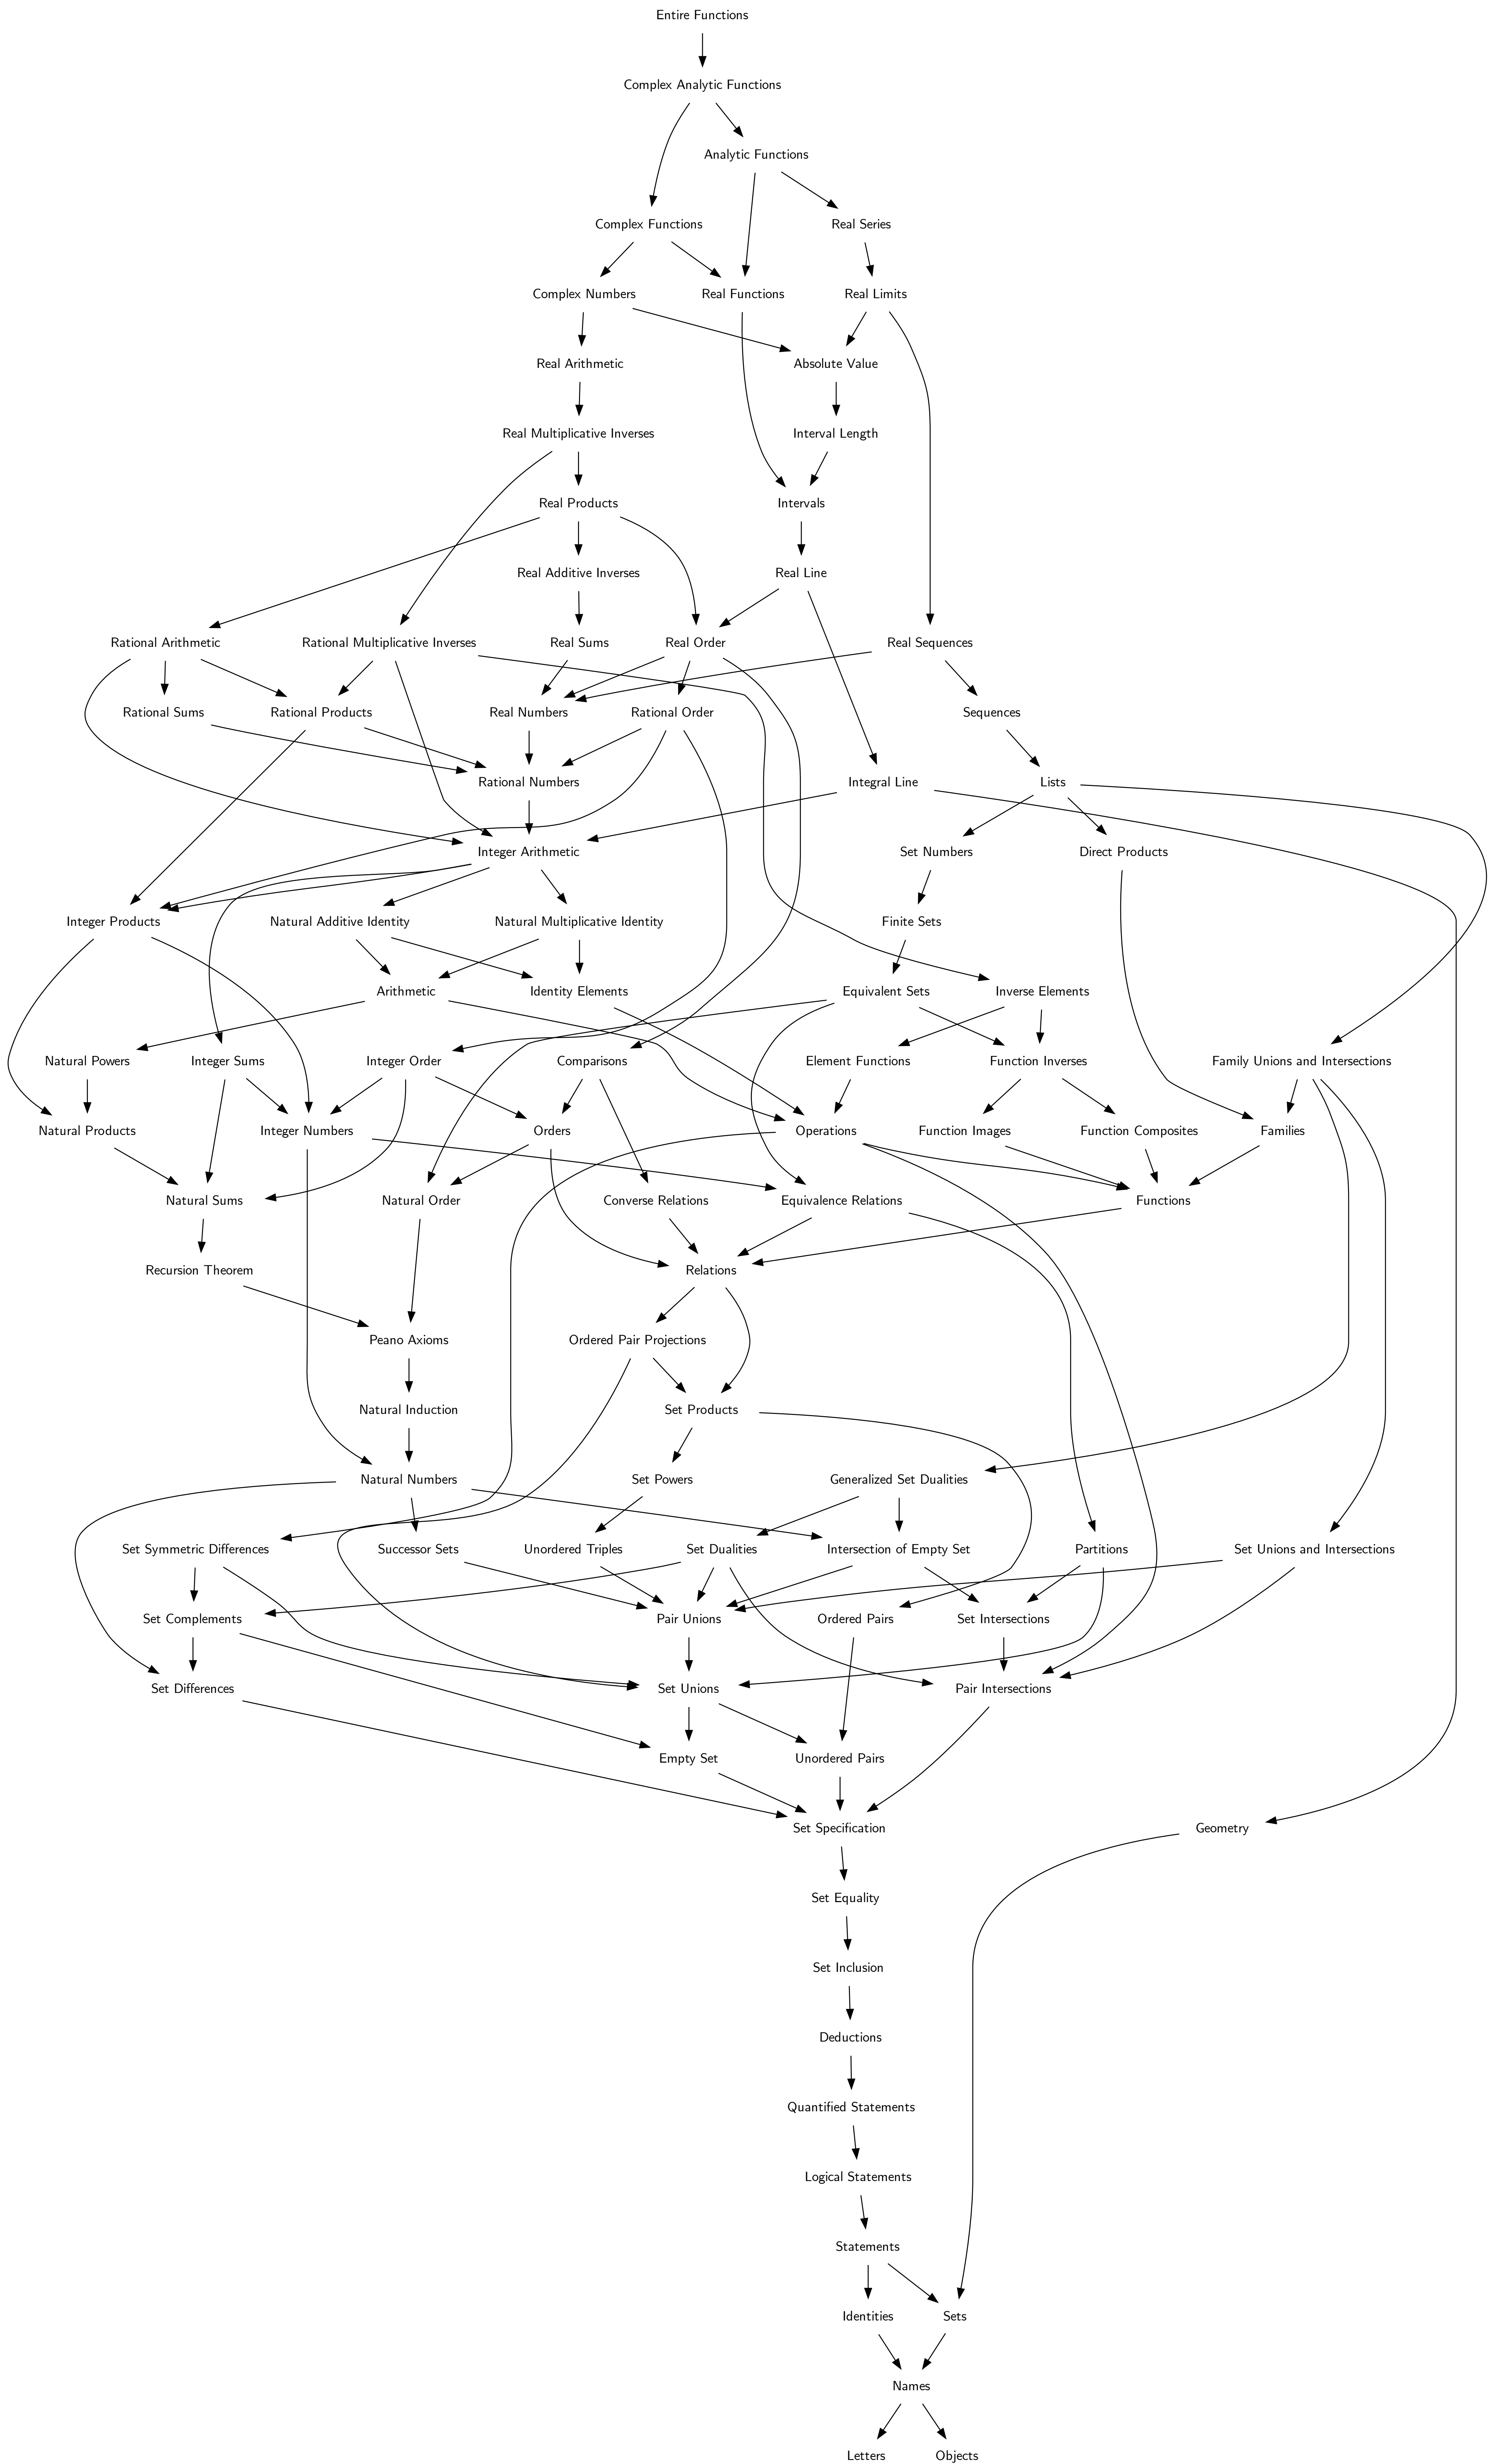 Entire Functions
Complex Analytic Functions
Analytic Functions
Complex Functions
Real Series
Complex Numbers
Real Functions
Real Limits
Real Arithmetic
Absolute Value
Real Multiplicative Inverses
Interval Length
Real Products
Intervals
Real Additive Inverses
Real Line
Rational Arithmetic
Rational Multiplicative Inverses
Real Sums
Real Order
Real Sequences
Rational Sums
Rational Products
Real Numbers
Rational Order
Sequences
Rational Numbers
Integral Line
Lists
Integer Arithmetic
Set Numbers
Direct Products
Integer Products
Natural Additive Identity
Natural Multiplicative Identity
Finite Sets
Arithmetic
Identity Elements
Equivalent Sets
Inverse Elements
Natural Powers
Integer Sums
Integer Order
Comparisons
Element Functions
Function Inverses
Family Unions and Intersections
Natural Products
Integer Numbers
Orders
Operations
Function Images
Function Composites
Families
Natural Sums
Natural Order
Converse Relations
Equivalence Relations
Functions
Recursion Theorem
Relations
Peano Axioms
Ordered Pair Projections
Natural Induction
Set Products
Natural Numbers
Set Powers
Generalized Set Dualities
Set Symmetric Differences
Successor Sets
Unordered Triples
Set Dualities
Intersection of Empty Set
Partitions
Set Unions and Intersections
Set Complements
Pair Unions
Ordered Pairs
Set Intersections
Set Differences
Set Unions
Pair Intersections
Empty Set
Unordered Pairs
Set Specification
Geometry
Set Equality
Set Inclusion
Deductions
Quantified Statements
Logical Statements
Statements
Identities
Sets
Names
Letters
Objects